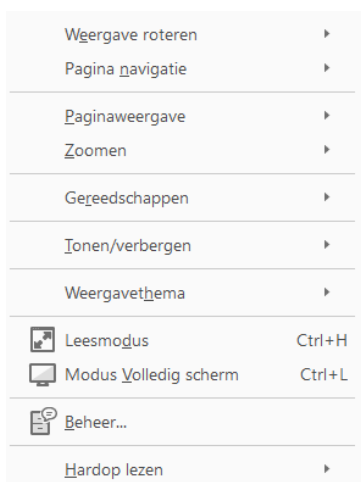 Weergave roteren
Pagina navigatie
Paginaweergave
Zoomen
Gereedschappen
Tonen/verbergen
Weergavethema
Leesmodus Ctrl+H
Modus Volledig scherm Ctrl+L
Beheer...
Hardop lezen